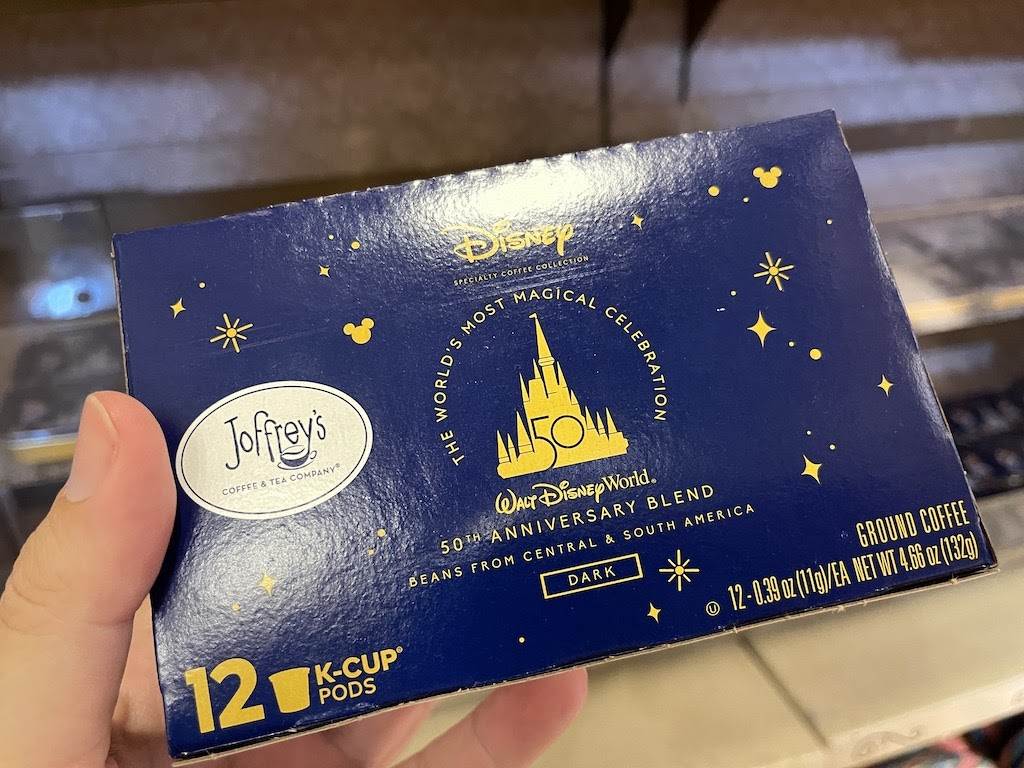 Disney
SPECIALTY COFFEE COLLECTION
THE WORLD'S MOST MAGICAL CELEBRATION
50
Walt Disney World®
50TH ANNIVERSARY BLEND
BEANS FROM CENTRAL & SOUTH AMERICA
DARK
Joffrey's
COFFEE & TEA COMPANY®
12 K-CUP®
PODS
GROUND COFFEE
Ⓤ 12-0.39 oz (11g)/EA NET WT 4.66 oz (132g)